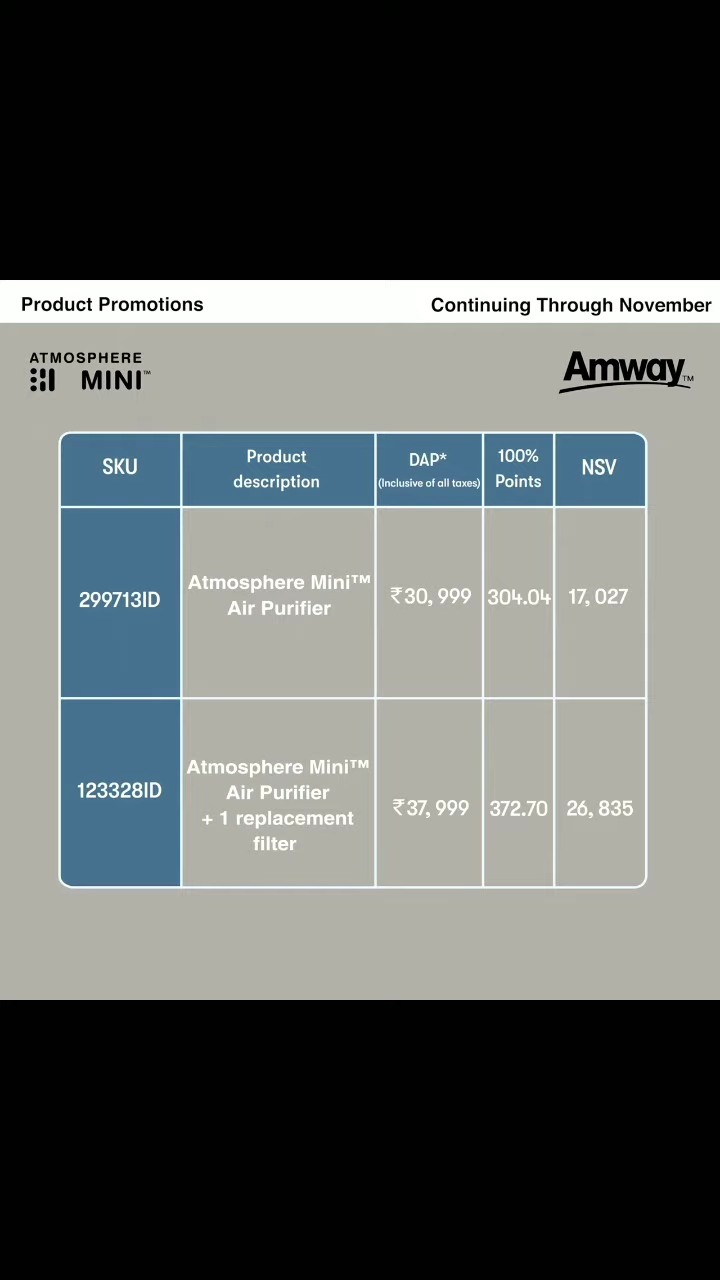 Product Promotions
Continuing Through November
ATMOSPHERE
MINI™
Amway™
SKU
Product
description
DAP*
(Inclusive of all taxes)
100%
Points
NSV
299713ID
Atmosphere Mini™
Air Purifier
₹30, 999
304.04
17, 027
123328ID
Atmosphere Mini™
Air Purifier
+ 1 replacement
filter
₹37, 999
372.70
26, 835